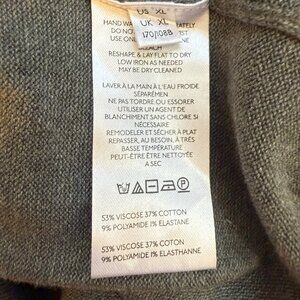 US XL
UK XL
170/108B
HAND WA
DO NO
USE ON
RESHAPE & LAY FLAT TO DRY
LOW IRON AS NEEDED
MAY BE DRY CLEANED
LAVER À LA MAIN À L'EAU FROIDE
SÉPARÉMEN
NE PAS TORDRE OU ESSORER
UTILISER UN AGENT DE
BLANCHIMENT SANS CHLORE SI
NÉCESSAIRE
REMODELER ET SÉCHER À PLAT
REPASSER, AU BESOIN, À TRÈS
BASSE TEMPÉRATURE
PEUT-ÊTRE ÊTRE NETTOYÉE
A SEC
53% VISCOSE 37% COTTON
9% POLYAMIDE 1% ELASTANE
53% VISCOSE 37% COTTON
9% POLYAMIDE 1% ELASTHANNE